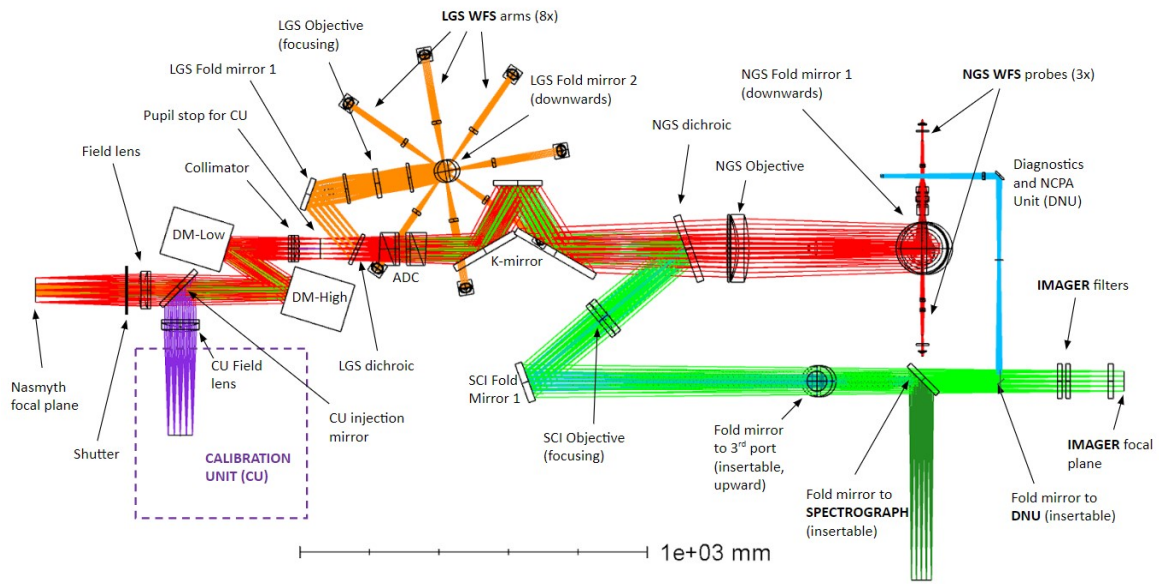 LGS Objective
(focusing)
LGS WFS arms (8x)
LGS Fold mirror 1
LGS Fold mirror 2
(downwards)
NGS Fold mirror 1
(downwards)
NGS WFS probes (3x)
Pupil stop for CU
NGS dichroic
Field lens
Collimator
NGS Objective
Diagnostics
and NCPA
Unit (DNU)
DM-Low
ADC
K-mirror
DM-High
IMAGER filters
Nasmyth
focal plane
Shutter
CU Field
lens
LGS dichroic
CU injection
mirror
CALIBRATION
UNIT (CU)
SCI Fold
Mirror 1
SCI Objective
(focusing)
Fold mirror
to 3rd port
(insertable,
upward)
Fold mirror to
SPECTROGRAPH
(insertable)
Fold mirror to
DNU (insertable)
IMAGER focal
plane
1e+03 mm